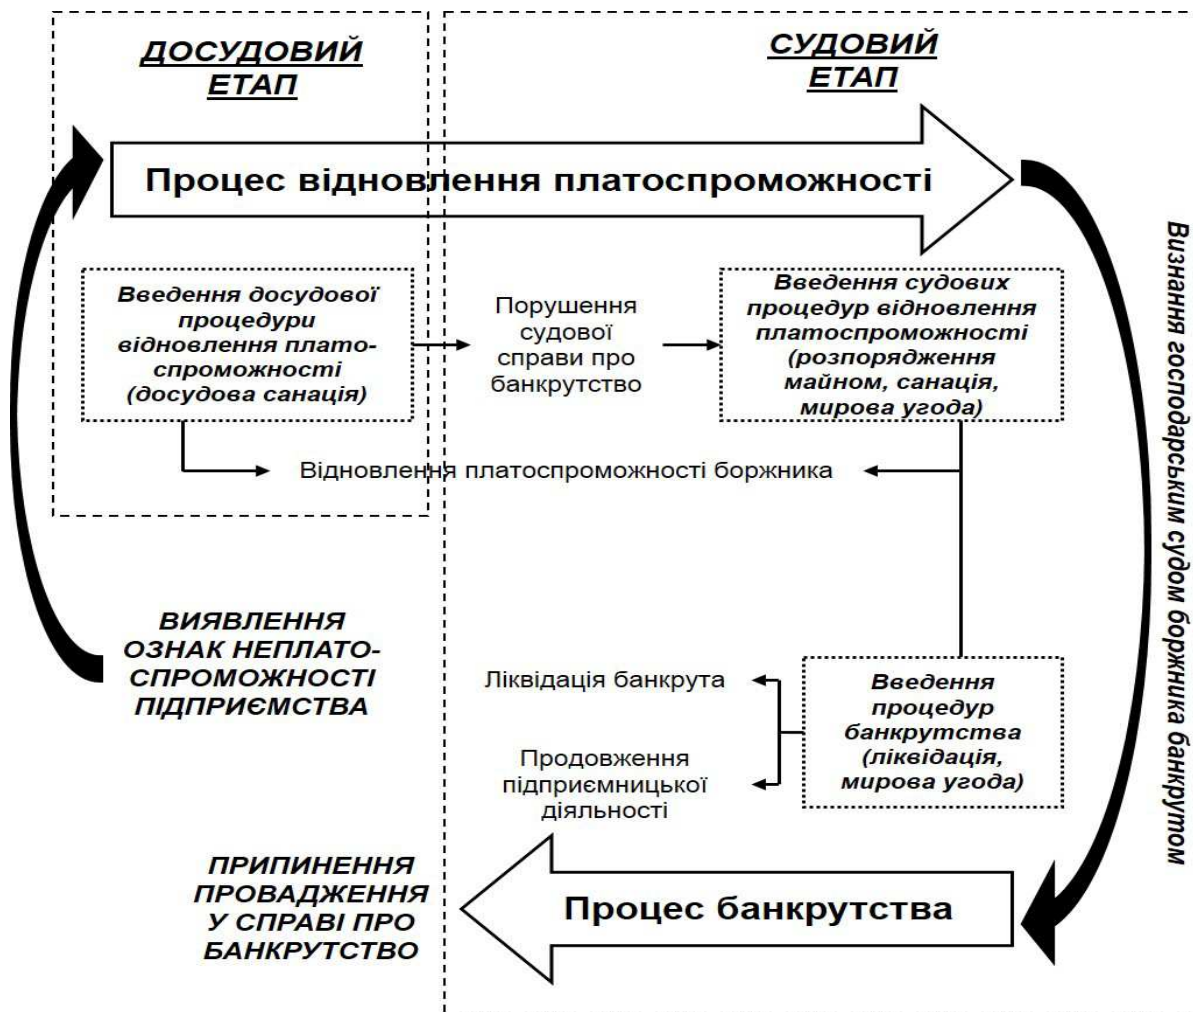 ДОСУДОВИЙ
ЕТАП
СУДОВИЙ
ЕТАП
Процес відновлення платоспроможності
Введення досудової
процедури
відновлення плато-
спроможності
(досудова санація)
Порушення
судової
справи про
банкрутство
Введення судових
процедур відновлення
платоспроможності
(розпорядження
майном, санація,
мирова угода)
Відновлення платоспроможності боржника
Визнання господарським судом боржника банкрутом
ВИЯВЛЕННЯ
ОЗНАК НЕПЛАТО-
СПРОМОЖНОСТІ
ПІДПРИЄМСТВА
Ліквідація банкрута
Продовження
підприємницької
діяльності
Введення
процедур
банкрутства
(ліквідація,
мирова угода)
ПРИПИНЕННЯ
ПРОВАДЖЕННЯ
У СПРАВІ ПРО
БАНКРУТСТВО
Процес банкрутства